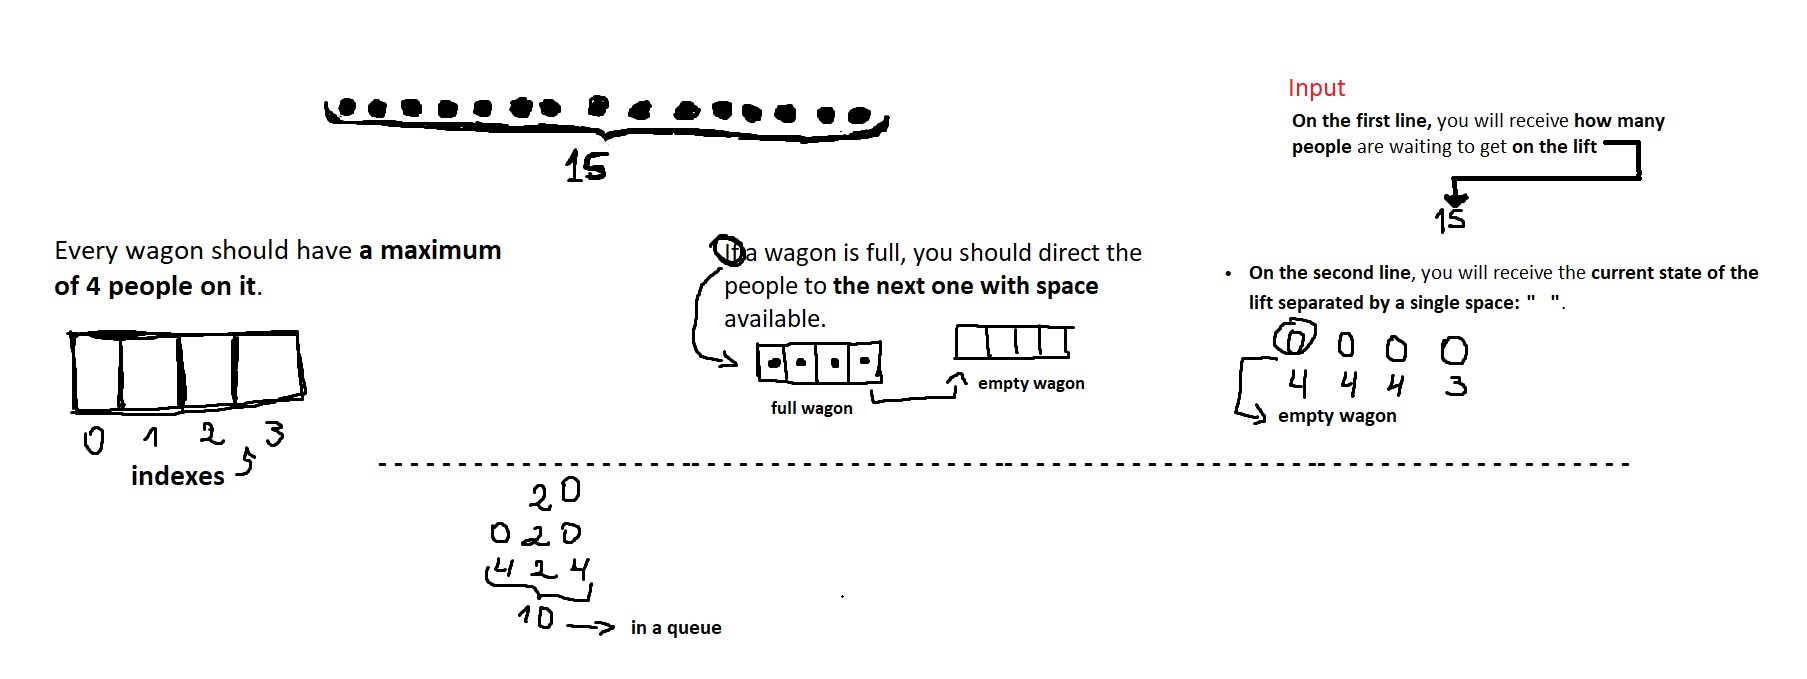 15
Input
On the first line, you will receive how many
people are waiting to get on the lift
15
Every wagon should have a maximum
of 4 people on it.
0 1 2 3
indexes
If a wagon is full, you should direct the
people to the next one with space
available.
full wagon
empty wagon
• On the second line, you will receive the current state of the
lift separated by a single space: " ".
0 0 0 0
4 4 4 3
empty wagon
20
0 2 0
4 2 4
10
in a queue